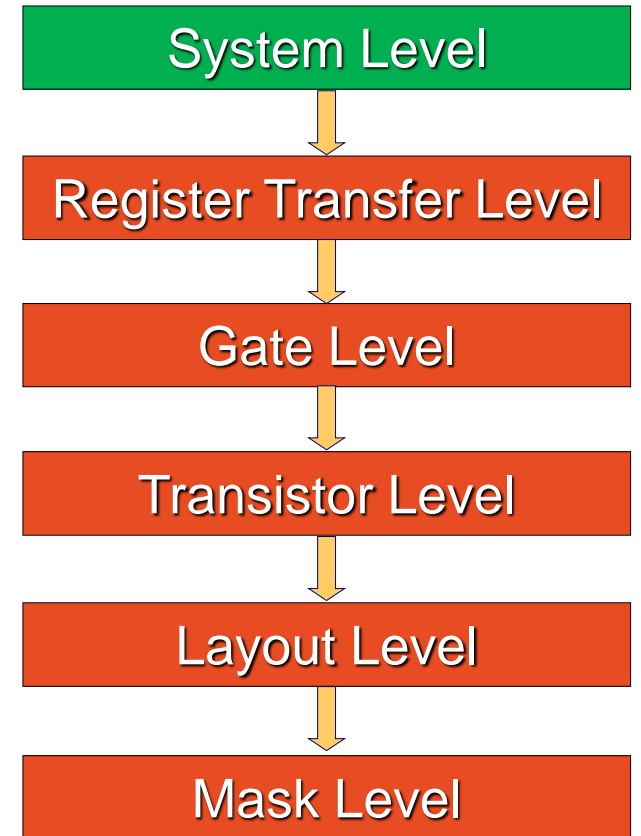 System Level
Register Transfer Level
Gate Level
Transistor Level
Layout Level
Mask Level